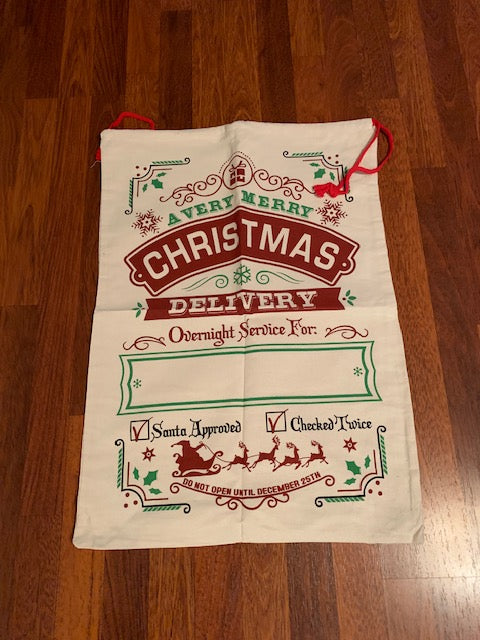 A VERY MERRY
CHRISTMAS
DELIVERY
Overnight Service For:
Santa Approved Checked Twice
DO NOT OPEN UNTIL DECEMBER 25TH